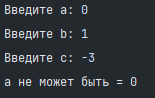 Введите a: 0
Введите b: 1
Введите c: -3
а не может быть = 0